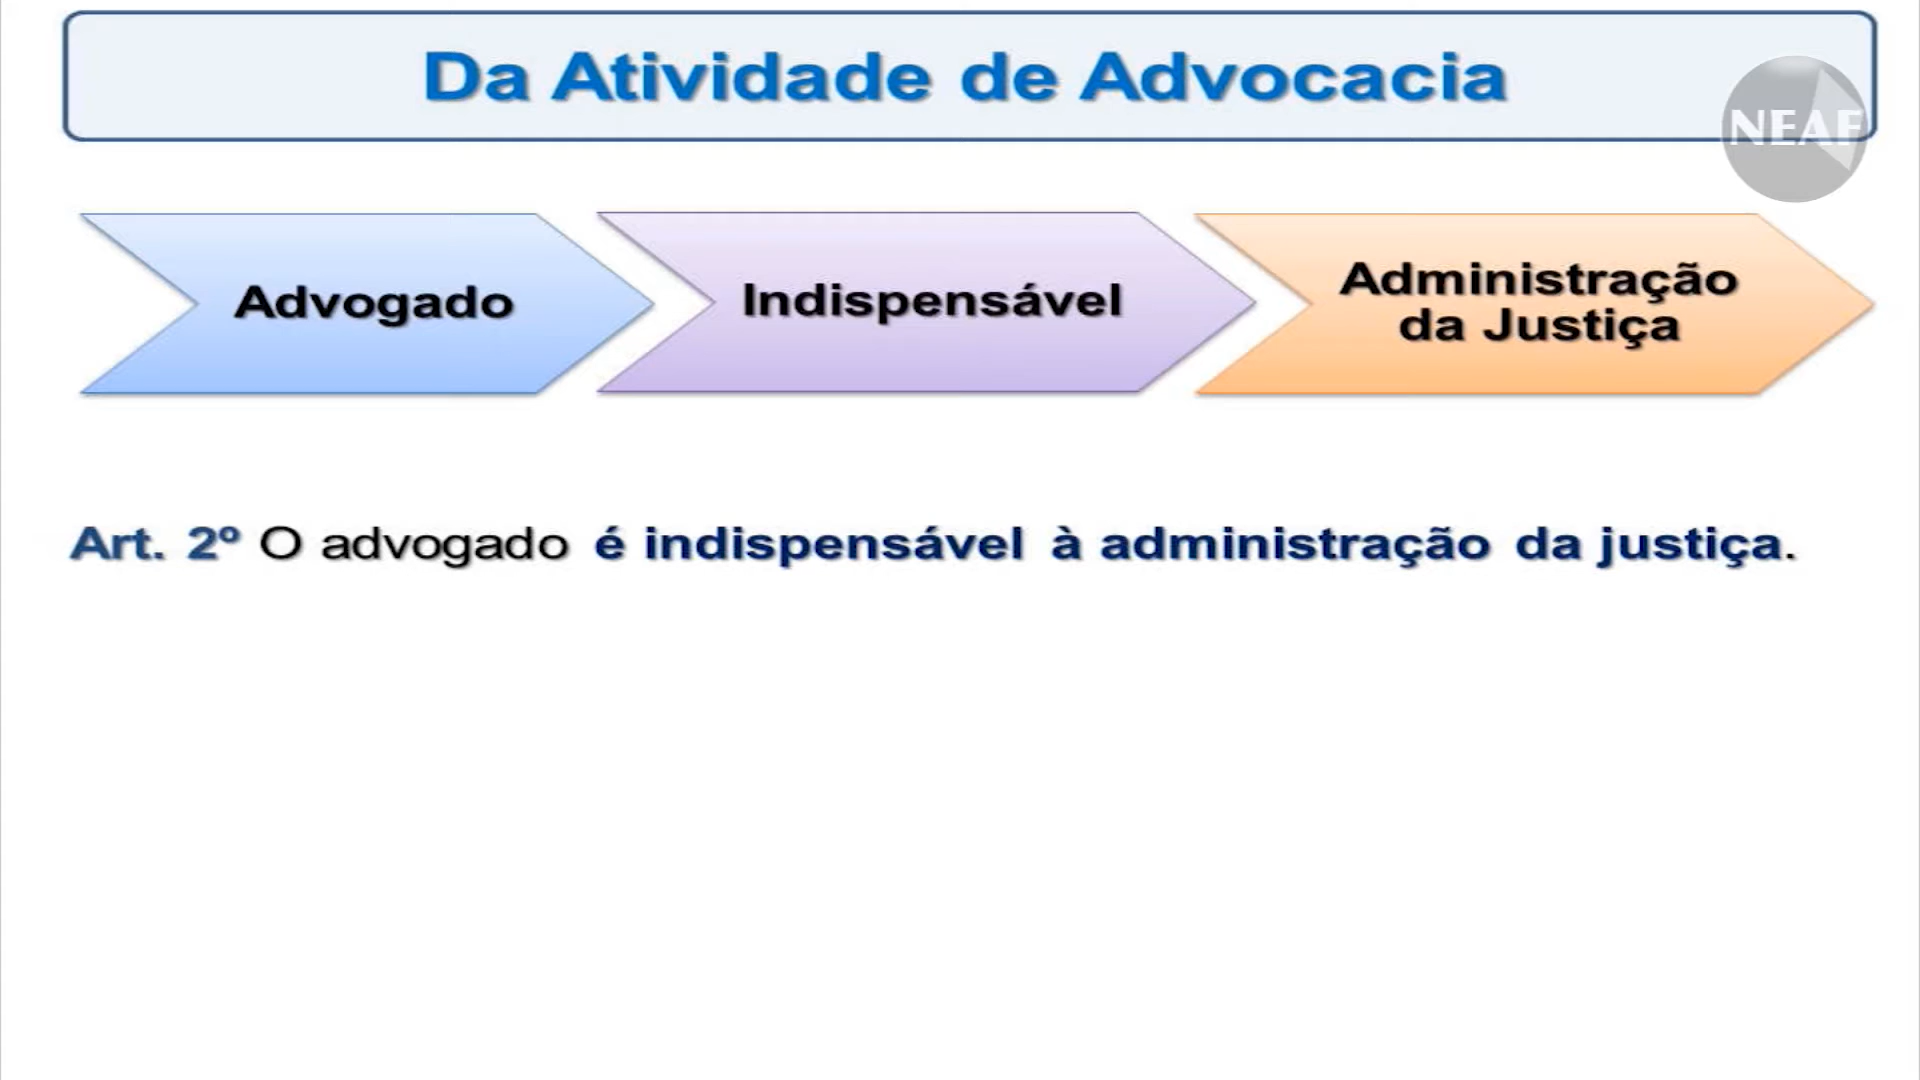 Da Atividade de Advocacia
NEAF
Advogado
Indispensável
Administração
da Justiça
Art. 2º O advogado é indispensável à administração da justiça.